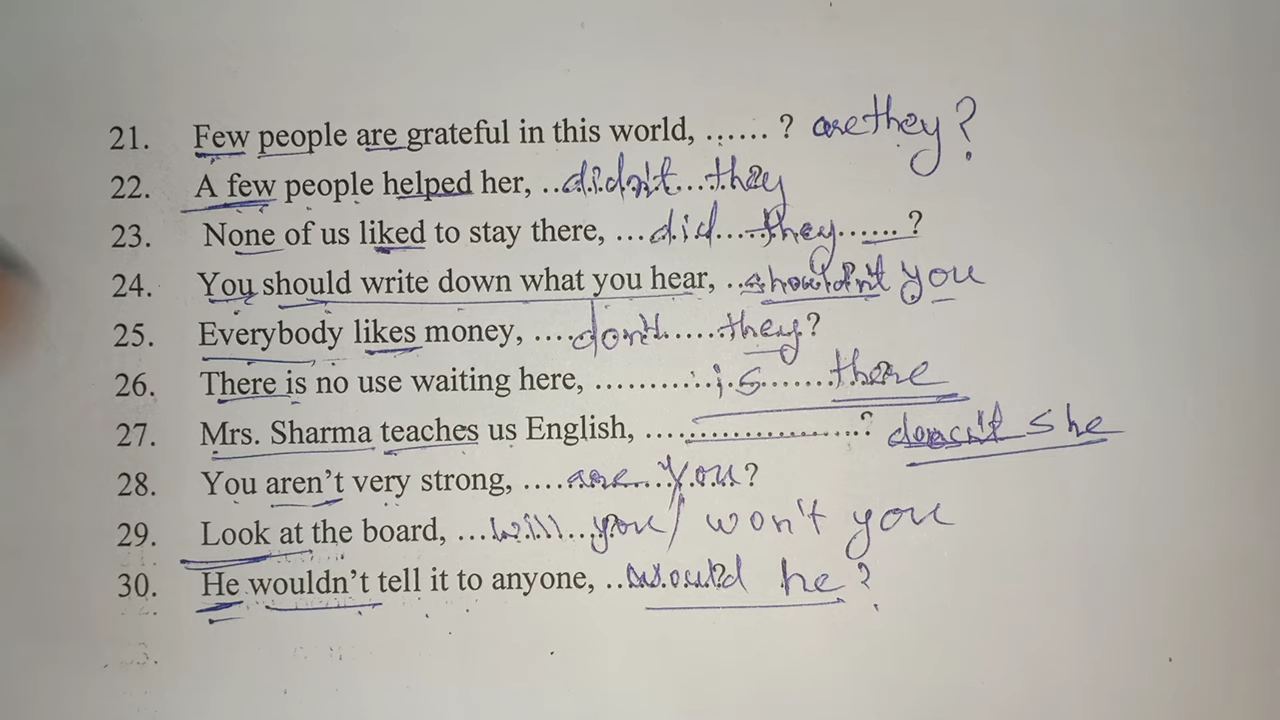 21. Few people are grateful in this world, ...... ? are they ?
22. A few people helped her, ..didn't...they
23. None of us liked to stay there, ...did.....they......?
24. You should write down what you hear, ..shouldn't you
25. Everybody likes money, ....don't......they?
26. There is no use waiting here, ...........is.......there
27. Mrs. Sharma teaches us English, ......................? doesn't she
28. You aren't very strong, ....are...you?
29. Look at the board, ...will..you/ won't you
30. He wouldn't tell it to anyone, ..would he ?